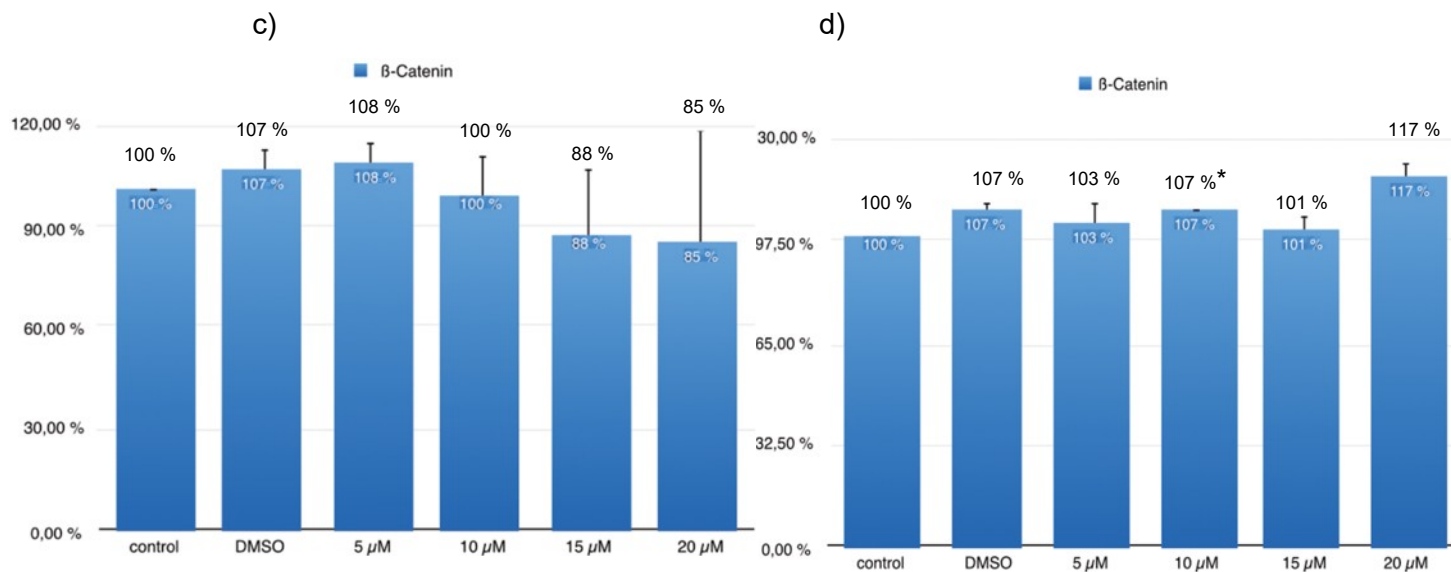 c)
ß-Catenin
120,00 %
90,00 %
60,00 %
30,00 %
0,00 %
100 %
107 %
108 %
100 %
88 %
85 %
100 %
107 %
108 %
100 %
88 %
85 %
control
DMSO
5 µM
10 µM
15 µM
20 µM
d)
ß-Catenin
30,00 %
97,50 %
65,00 %
32,50 %
0,00 %
100 %
107 %
103 %
107 %*
101 %
117 %
100 %
107 %
103 %
107 %
101 %
117 %
control
DMSO
5 µM
10 µM
15 µM
20 µM